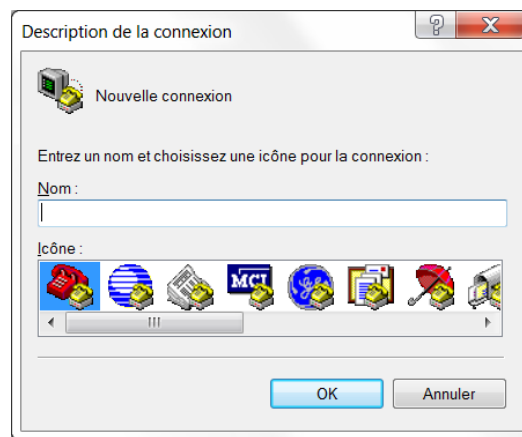 Description de la connexion
Nouvelle connexion
Entrez un nom et choisissez une icône pour la connexion :
Nom :
Icône :
MCI
OK
Annuler